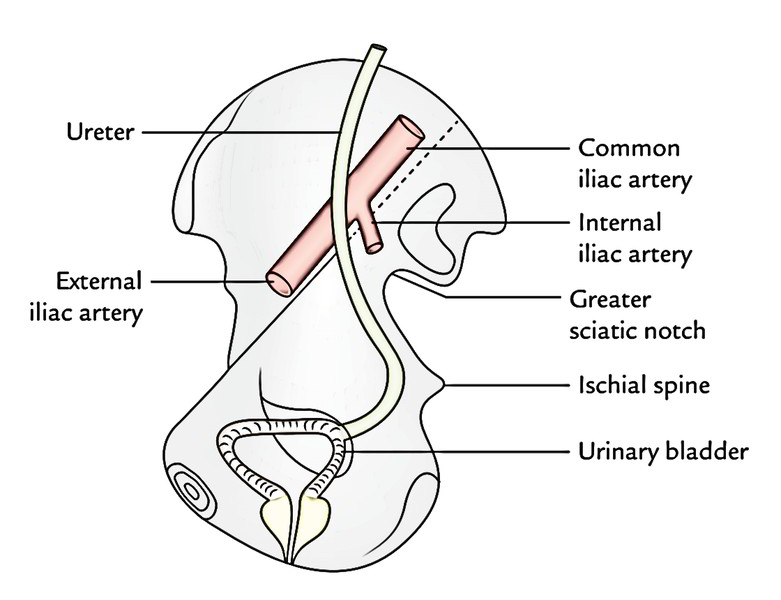 Ureter
Common
iliac artery
Internal
iliac artery
External
iliac artery
Greater
sciatic notch
Ischial spine
Urinary bladder